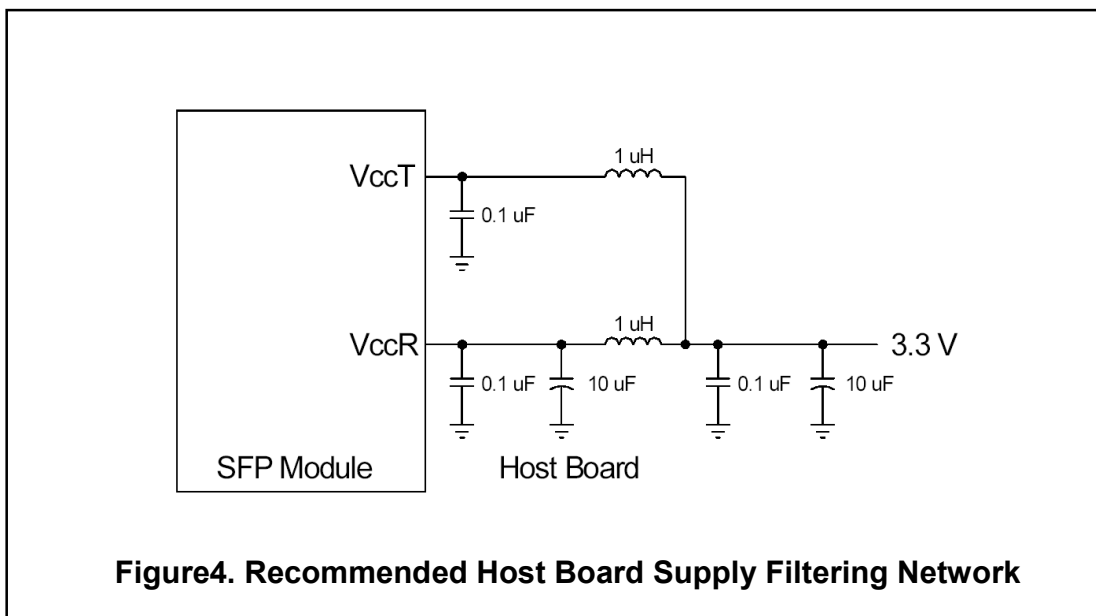 1 uH
VccT
0.1 uF
1 uH
VccR
3.3 V
0.1 uF
10 uF
0.1 uF
10 uF
SFP Module
Host Board
Figure4. Recommended Host Board Supply Filtering Network